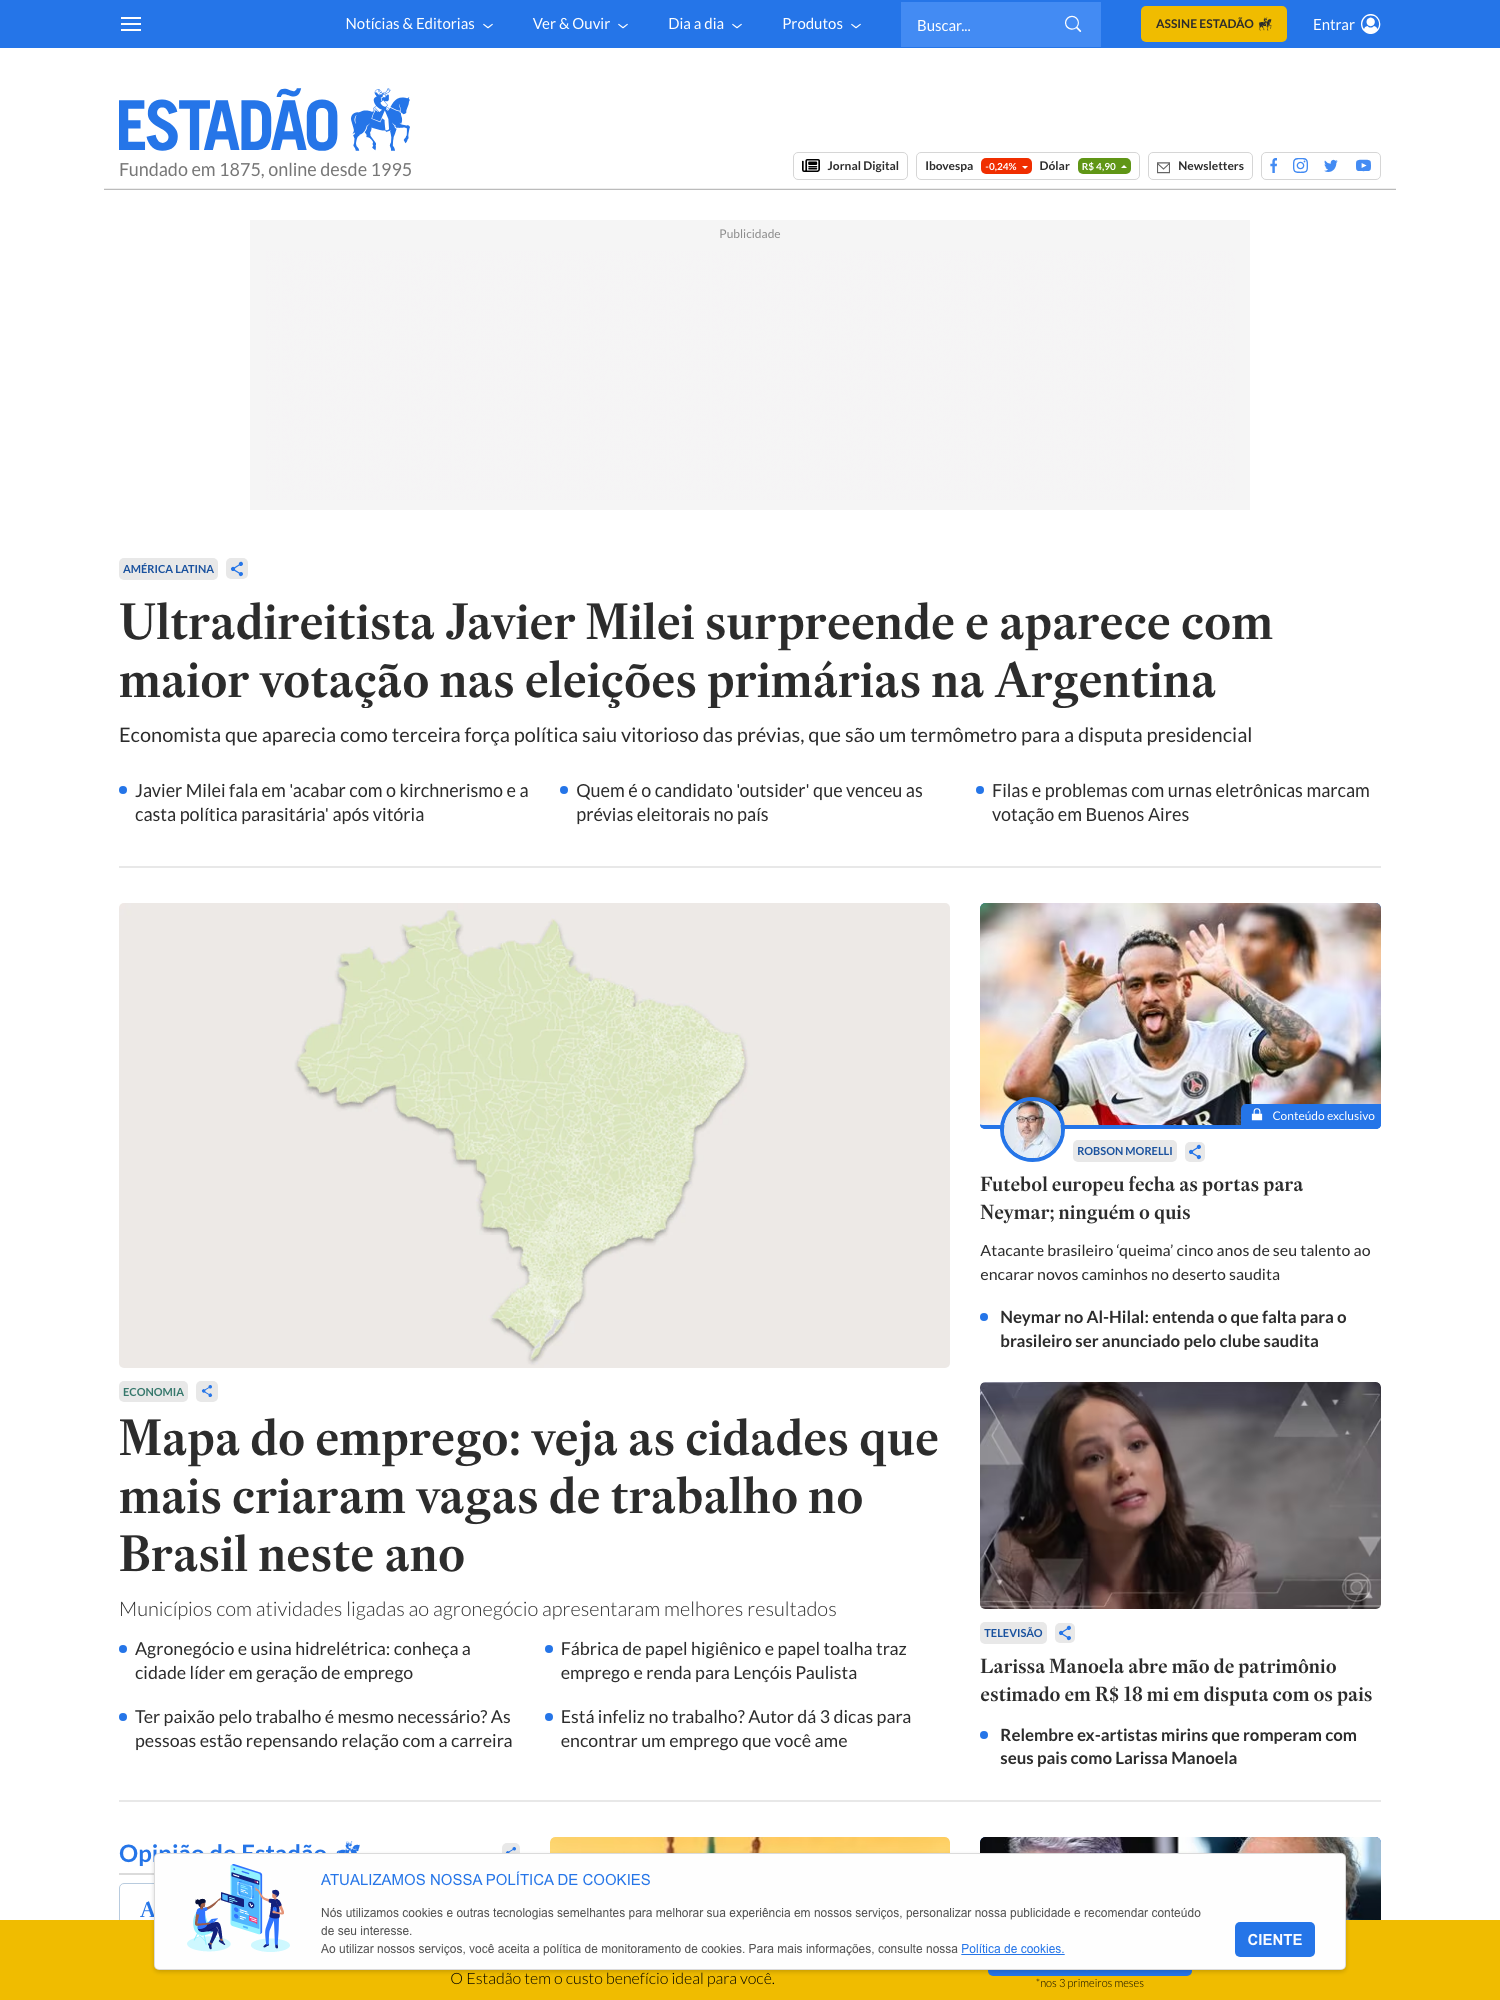 Notícias & Editorias
Ver & Ouvir
Dia a dia
Produtos
Buscar...
ASSINE ESTADÃO
Entrar
ESTADÃO
Fundado em 1875, online desde 1995
Jornal Digital
Ibovespa -0,24% Dólar R$ 4,90
Newsletters
Publicidade
AMÉRICA LATINA
Ultradireitista Javier Milei surpreende e aparece com
maior votação nas eleições primárias na Argentina
Economista que aparecia como terceira força política saiu vitorioso das prévias, que são um termômetro para a disputa presidencial
Javier Milei fala em 'acabar com o kirchnerismo e a
casta política parasitária' após vitória
Quem é o candidato 'outsider' que venceu as
prévias eleitorais no país
Filas e problemas com urnas eletrônicas marcam
votação em Buenos Aires
ECONOMIA
Mapa do emprego: veja as cidades que
mais criaram vagas de trabalho no
Brasil neste ano
Municípios com atividades ligadas ao agronegócio apresentaram melhores resultados
Agronegócio e usina hidrelétrica: conheça a
cidade líder em geração de emprego
Fábrica de papel higiênico e papel toalha traz
emprego e renda para Lençóis Paulista
Ter paixão pelo trabalho é mesmo necessário? As
pessoas estão repensando relação com a carreira
Está infeliz no trabalho? Autor dá 3 dicas para
encontrar um emprego que você ame
Conteúdo exclusivo
ROBSON MORELLI
Futebol europeu fecha as portas para
Neymar; ninguém o quis
Atacante brasileiro ‘queima’ cinco anos de seu talento ao
encarar novos caminhos no deserto saudita
Neymar no Al-Hilal: entenda o que falta para o
brasileiro ser anunciado pelo clube saudita
TELEVISÃO
Larissa Manoela abre mão de patrimônio
estimado em R$ 18 mi em disputa com os pais
Relembre ex-artistas mirins que romperam com
seus pais como Larissa Manoela
Opinião do Estadão
A
ATUALIZAMOS NOSSA POLÍTICA DE COOKIES
Nós utilizamos cookies e outras tecnologias semelhantes para melhorar sua experiência em nossos serviços, personalizar nossa publicidade e recomendar conteúdo
de seu interesse.
Ao utilizar nossos serviços, você aceita a política de monitoramento de cookies. Para mais informações, consulte nossa Política de cookies.
CIENTE
O Estadão tem o custo benefício ideal para você.
*nos 3 primeiros meses